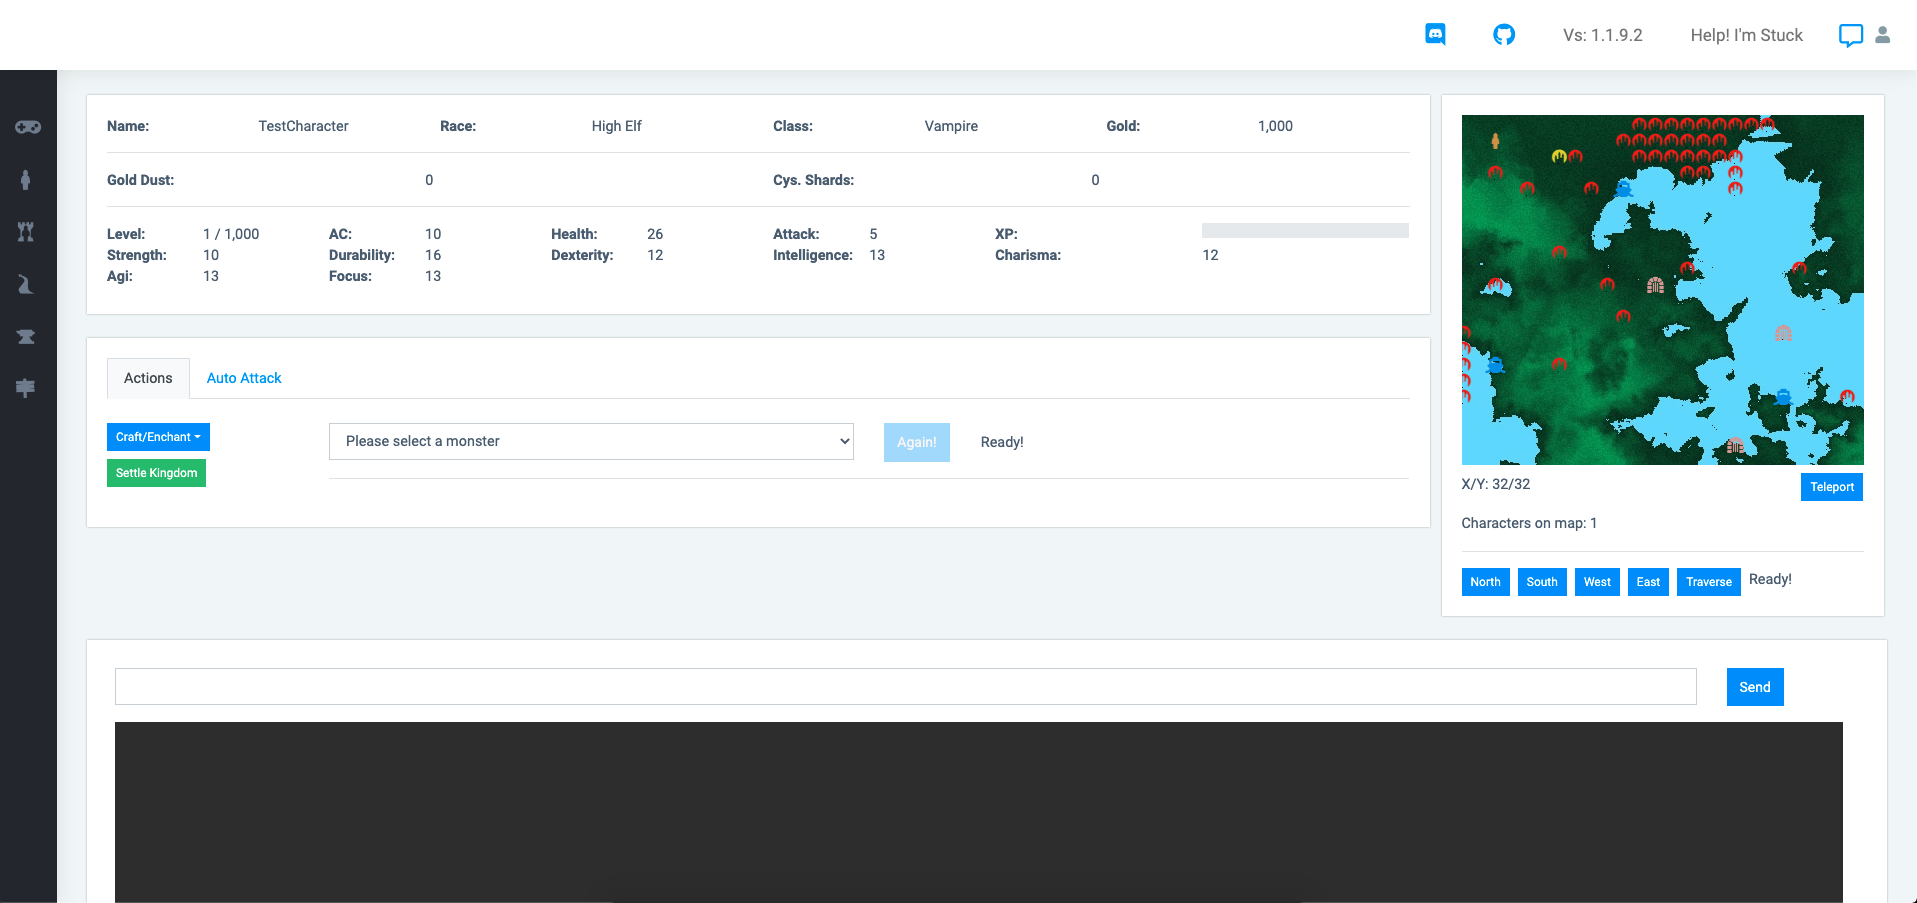 Vs: 1.1.9.2 Help! I'm Stuck
Name: TestCharacter Race: High Elf Class: Vampire Gold: 1,000
Gold Dust: 0 Cys. Shards: 0
Level: 1 / 1,000 AC: 10 Health: 26 Attack: 5 XP:
Strength: 10 Durability: 16 Dexterity: 12 Intelligence: 13 Charisma: 12
Agi: 13 Focus: 13
Actions Auto Attack
Craft/Enchant Please select a monster Again! Ready!
Settle Kingdom
X/Y: 32/32 Teleport
Characters on map: 1
North South West East Traverse Ready!
Send